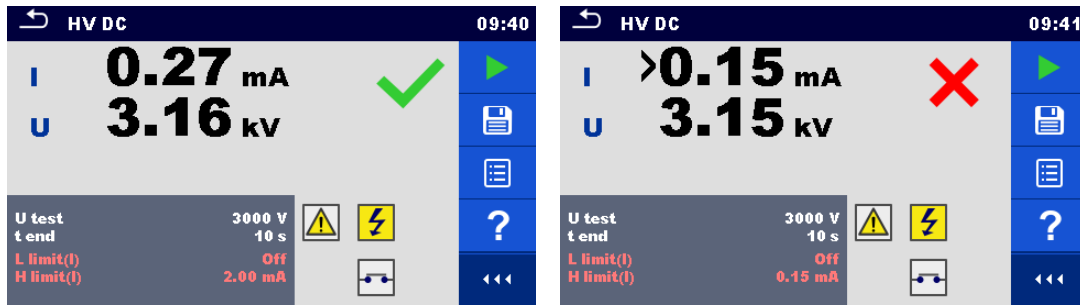 HV DC 09:40
I 0.27 mA
U 3.16 kV
U test 3000 V
t end 10 s
L limit(I) Off
H limit(I) 2.00 mA
?
HV DC 09:41
I >0.15 mA
U 3.15 kV
U test 3000 V
t end 10 s
L limit(I) Off
H limit(I) 0.15 mA
?